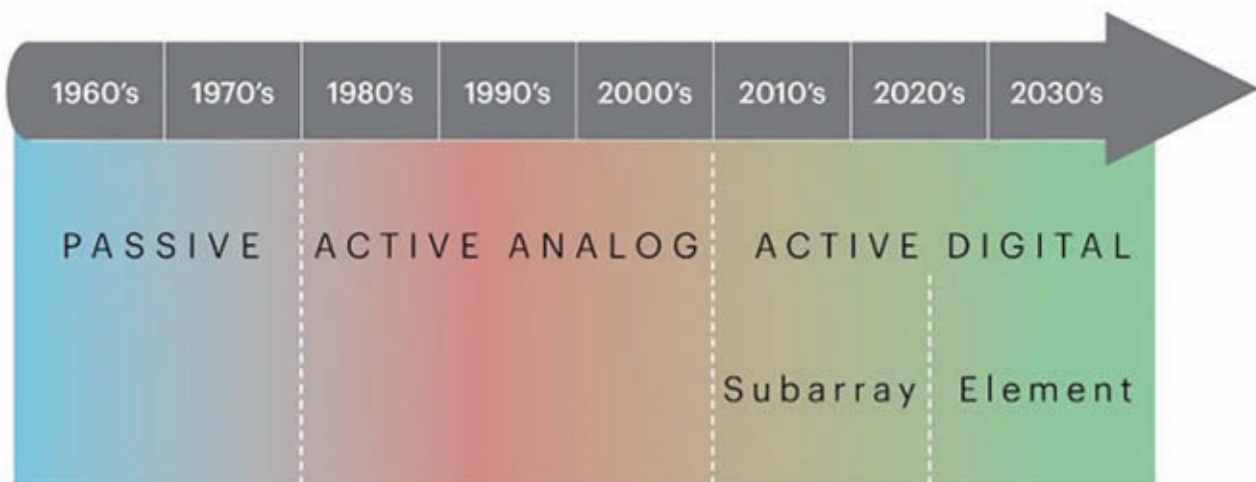 1960's 1970's 1980's 1990's 2000's 2010's 2020's 2030's
PASSIVE ACTIVE ANALOG ACTIVE DIGITAL
Subarray Element